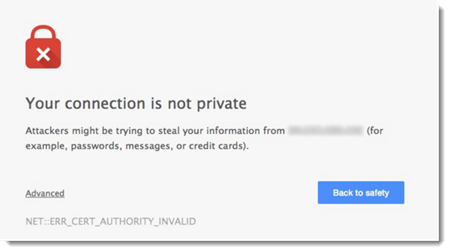 Your connection is not private
Attackers might be trying to steal your information from (for
example, passwords, messages, or credit cards).
Advanced
Back to safety
NET::ERR_CERT_AUTHORITY_INVALID